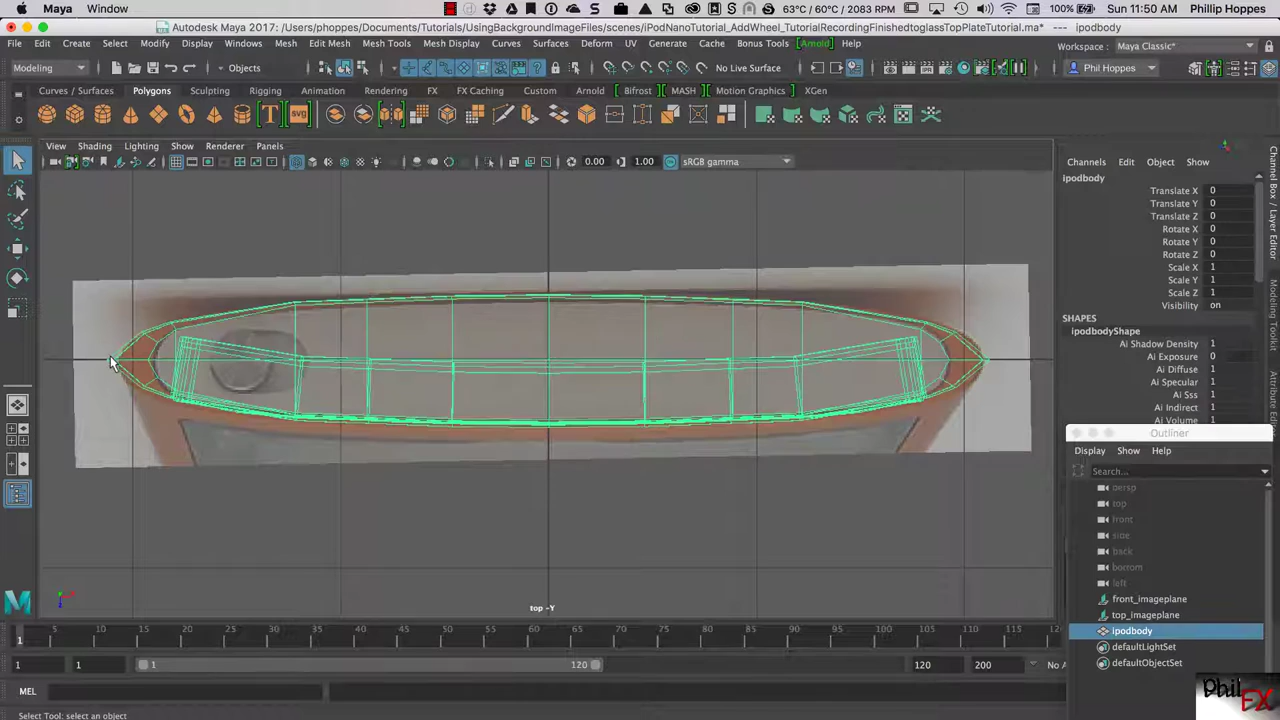 Maya Window 63°C 60°C / 2083 RPM Sun 11:50 AM Phillip Hoppes
Autodesk Maya 2017: /Users/phoppes/Documents/Tutorials/UsingBackgroundImageFiles/scenes/iPodNanoTutorial_AddWheel_TutorialRecordingFinishedtoglassTopPlateTutorial.ma* --- ipodbody
File Edit Create Select Modify Display Windows Mesh Edit Mesh Mesh Tools Mesh Display Curves Surfaces Deform UV Generate Cache Bonus Tools [Arnold] Help
Workspace : Maya Classic*
Modeling Objects No Live Surface Phil Hoppes
Curves / Surfaces Polygons Sculpting Rigging Animation Rendering FX FX Caching Custom Arnold Bifrost MASH Motion Graphics XGen
View Shading Lighting Show Renderer Panels
0.00 1.00 sRGB gamma
Channels Edit Object Show
ipodbody
Translate X 0
Translate Y 0
Translate Z 0
Rotate X 0
Rotate Y 0
Rotate Z 0
Scale X 1
Scale Y 1
Scale Z 1
Visibility on
SHAPES
ipodbodyShape
Ai Shadow Density 1
Ai Exposure 0
Ai Diffuse 1
Ai Specular 1
Ai Sss 1
Ai Indirect 1
Ai Volume 1
Channel Box / Layer Editor
Modeling Toolkit
Outliner
Display Show Help
Search...
persp
top
front
side
back
bottom
left
front_imageplane
top_imageplane
ipodbody
defaultLightSet
defaultObjectSet
top -Y
5 10 15 20 25 30 35 40 45 50 55 60 65 70 75 80 85 90 95 100 105 110 115
1
1 1 1 120 120 200 No A
MEL
Select Tool: select an object
Phil FX